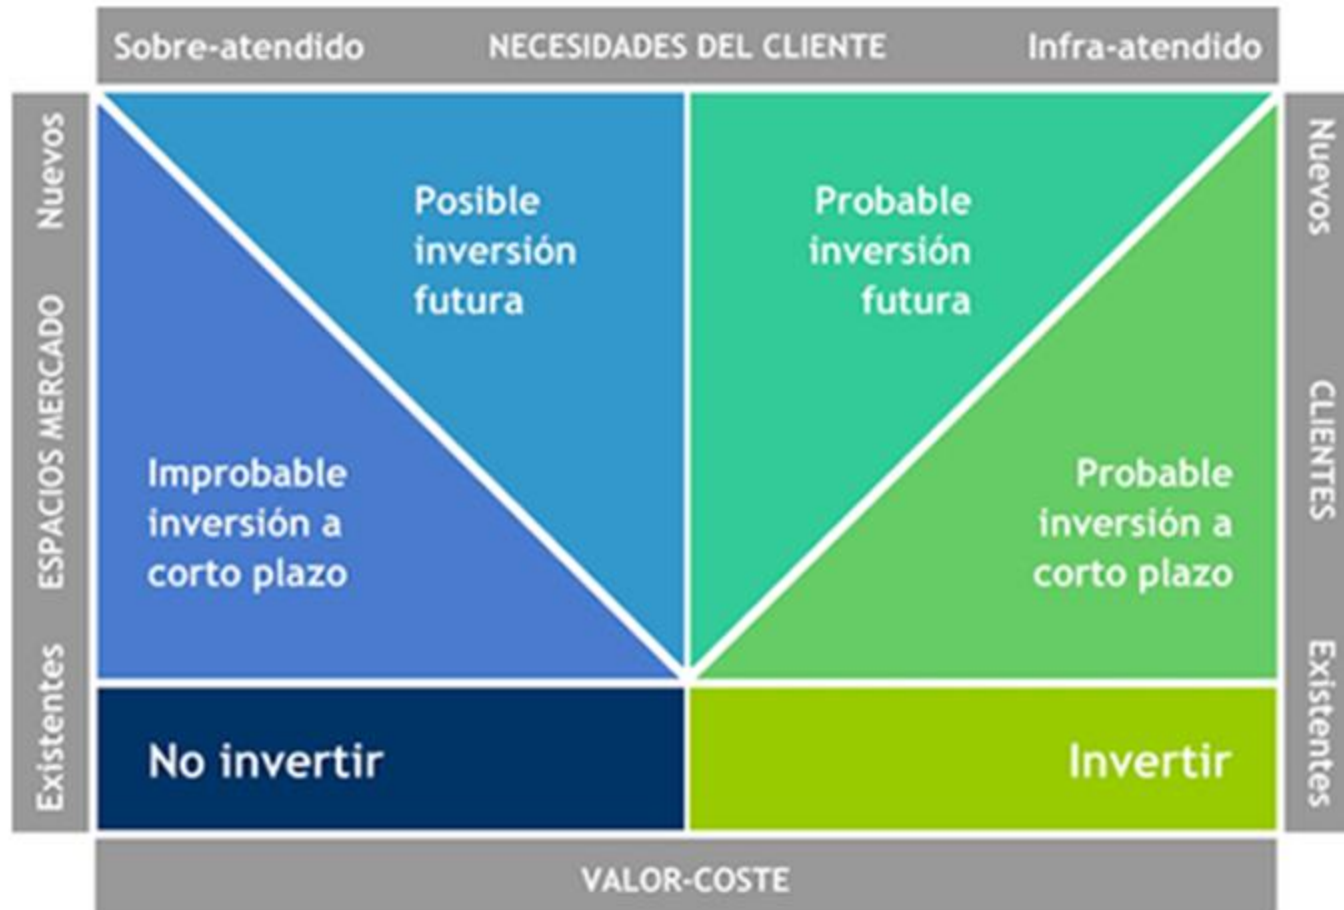 Sobre-atendido NECESIDADES DEL CLIENTE Infra-atendido
Nuevos
ESPACIOS MERCADO
Existentes
Posible
inversión
futura
Probable
inversión
futura
Improbable
inversión a
corto plazo
Probable
inversión a
corto plazo
No invertir
Invertir
Nuevos
CLIENTES
Existentes
VALOR-COSTE